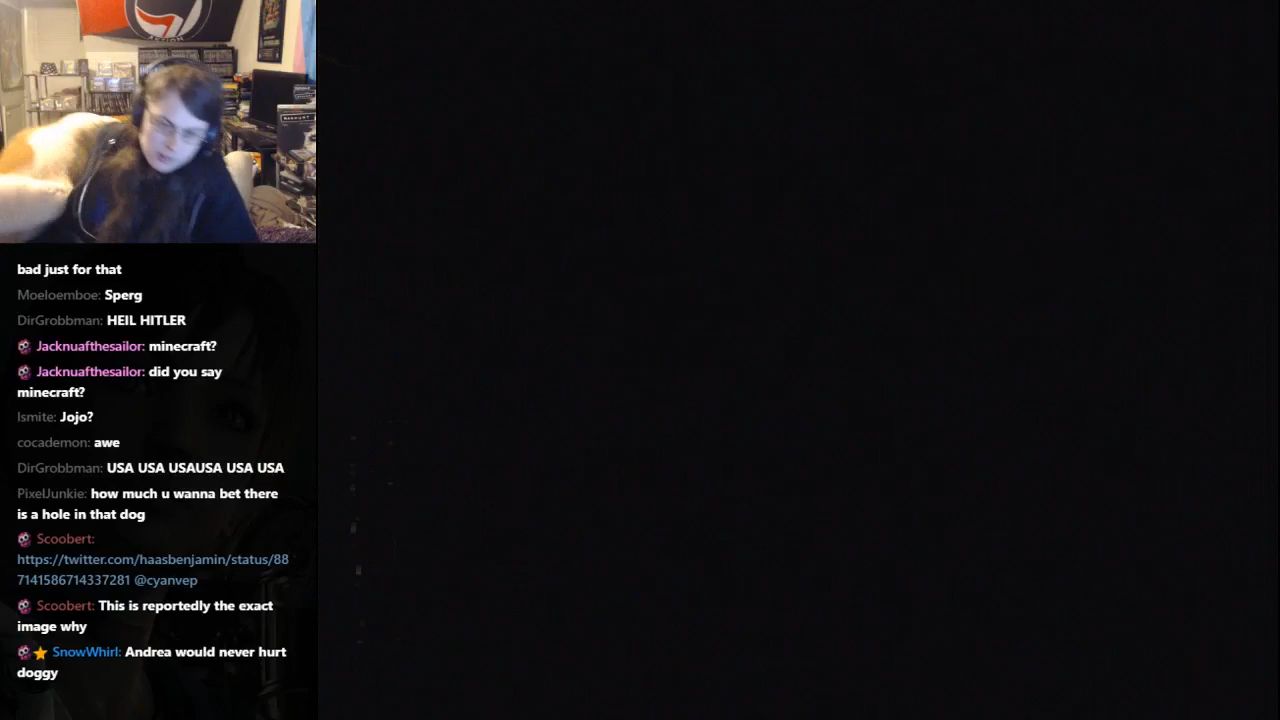 ACTION
bad just for that
Moeloemboe: Sperg
DirGrobbman: HEIL HITLER
Jacknuafthesailor: minecraft?
Jacknuafthesailor: did you say
minecraft?
Ismite: Jojo?
cocademon: awe
DirGrobbman: USA USA USAUSA USA USA
PixelJunkie: how much u wanna bet there
is a hole in that dog
Scoobert:
https://twitter.com/haasbenjamin/status/88
7141586714337281 @cyanvep
Scoobert: This is reportedly the exact
image why
SnowWhirl: Andrea would never hurt
doggy